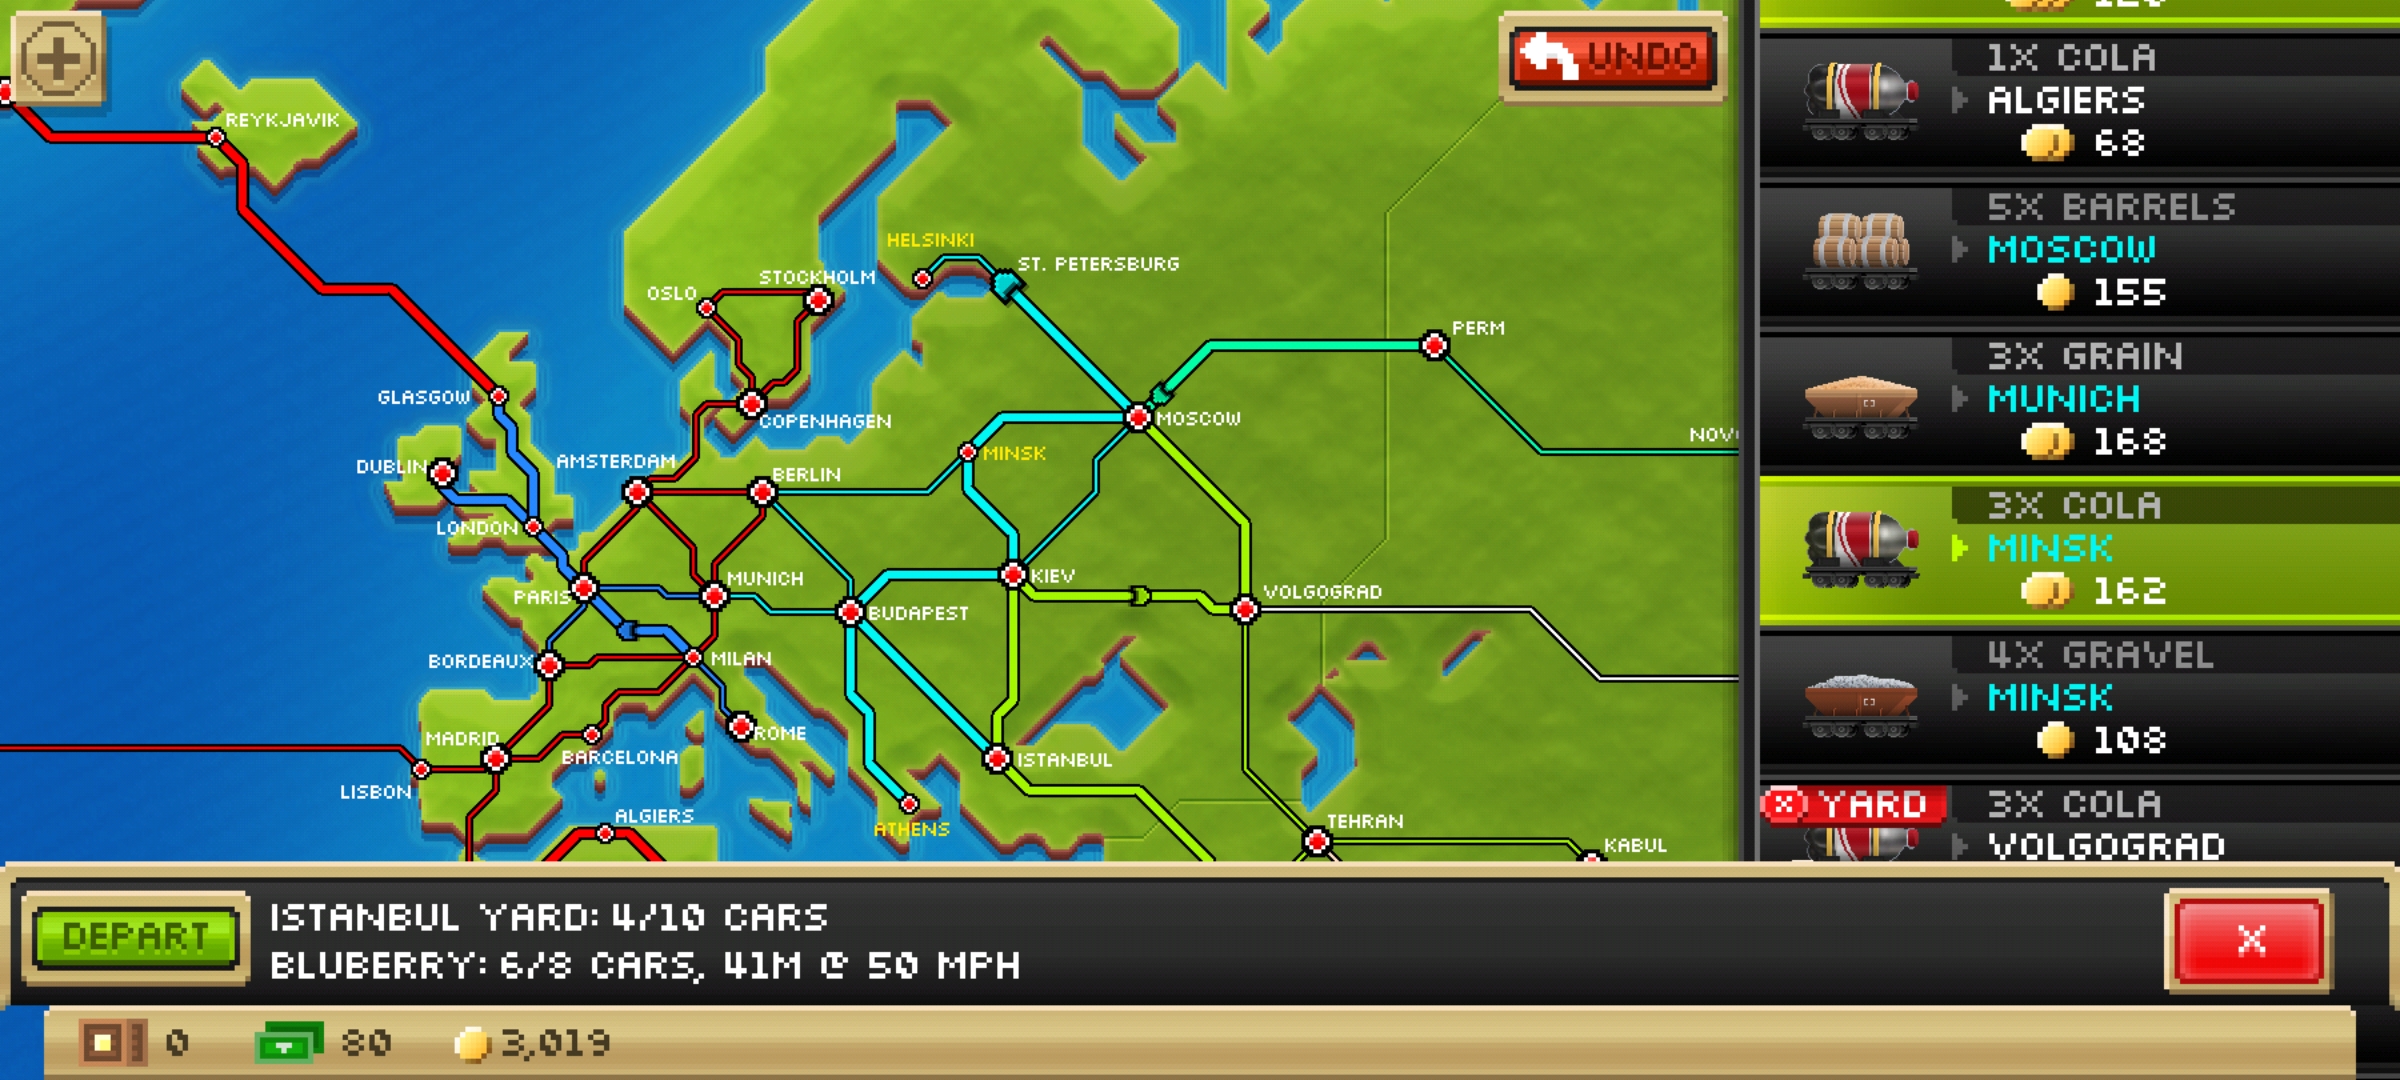 UNDO
REYKJAVIK
HELSINKI
ST. PETERSBURG
STOCKHOLM
OSLO
PERM
GLASGOW
COPENHAGEN
MOSCOW
NOV
MINSK
AMSTERDAM
DUBLIN
BERLIN
LONDON
MUNICH
KIEV
VOLGOGRAD
PARIS
BUDAPEST
BORDEAUX
MILAN
MADRID
ROME
BARCELONA
ISTANBUL
LISBON
ALGIERS
ATHENS
TEHRAN
KABUL
1X COLA
ALGIERS
68
5X BARRELS
MOSCOW
155
3X GRAIN
MUNICH
168
3X COLA
MINSK
162
4X GRAVEL
MINSK
108
YARD
3X COLA
VOLGOGRAD
DEPART
ISTANBUL YARD: 4/10 CARS
BLUBERRY: 6/8 CARS, 41M @ 50 MPH
X
0
80
3,019